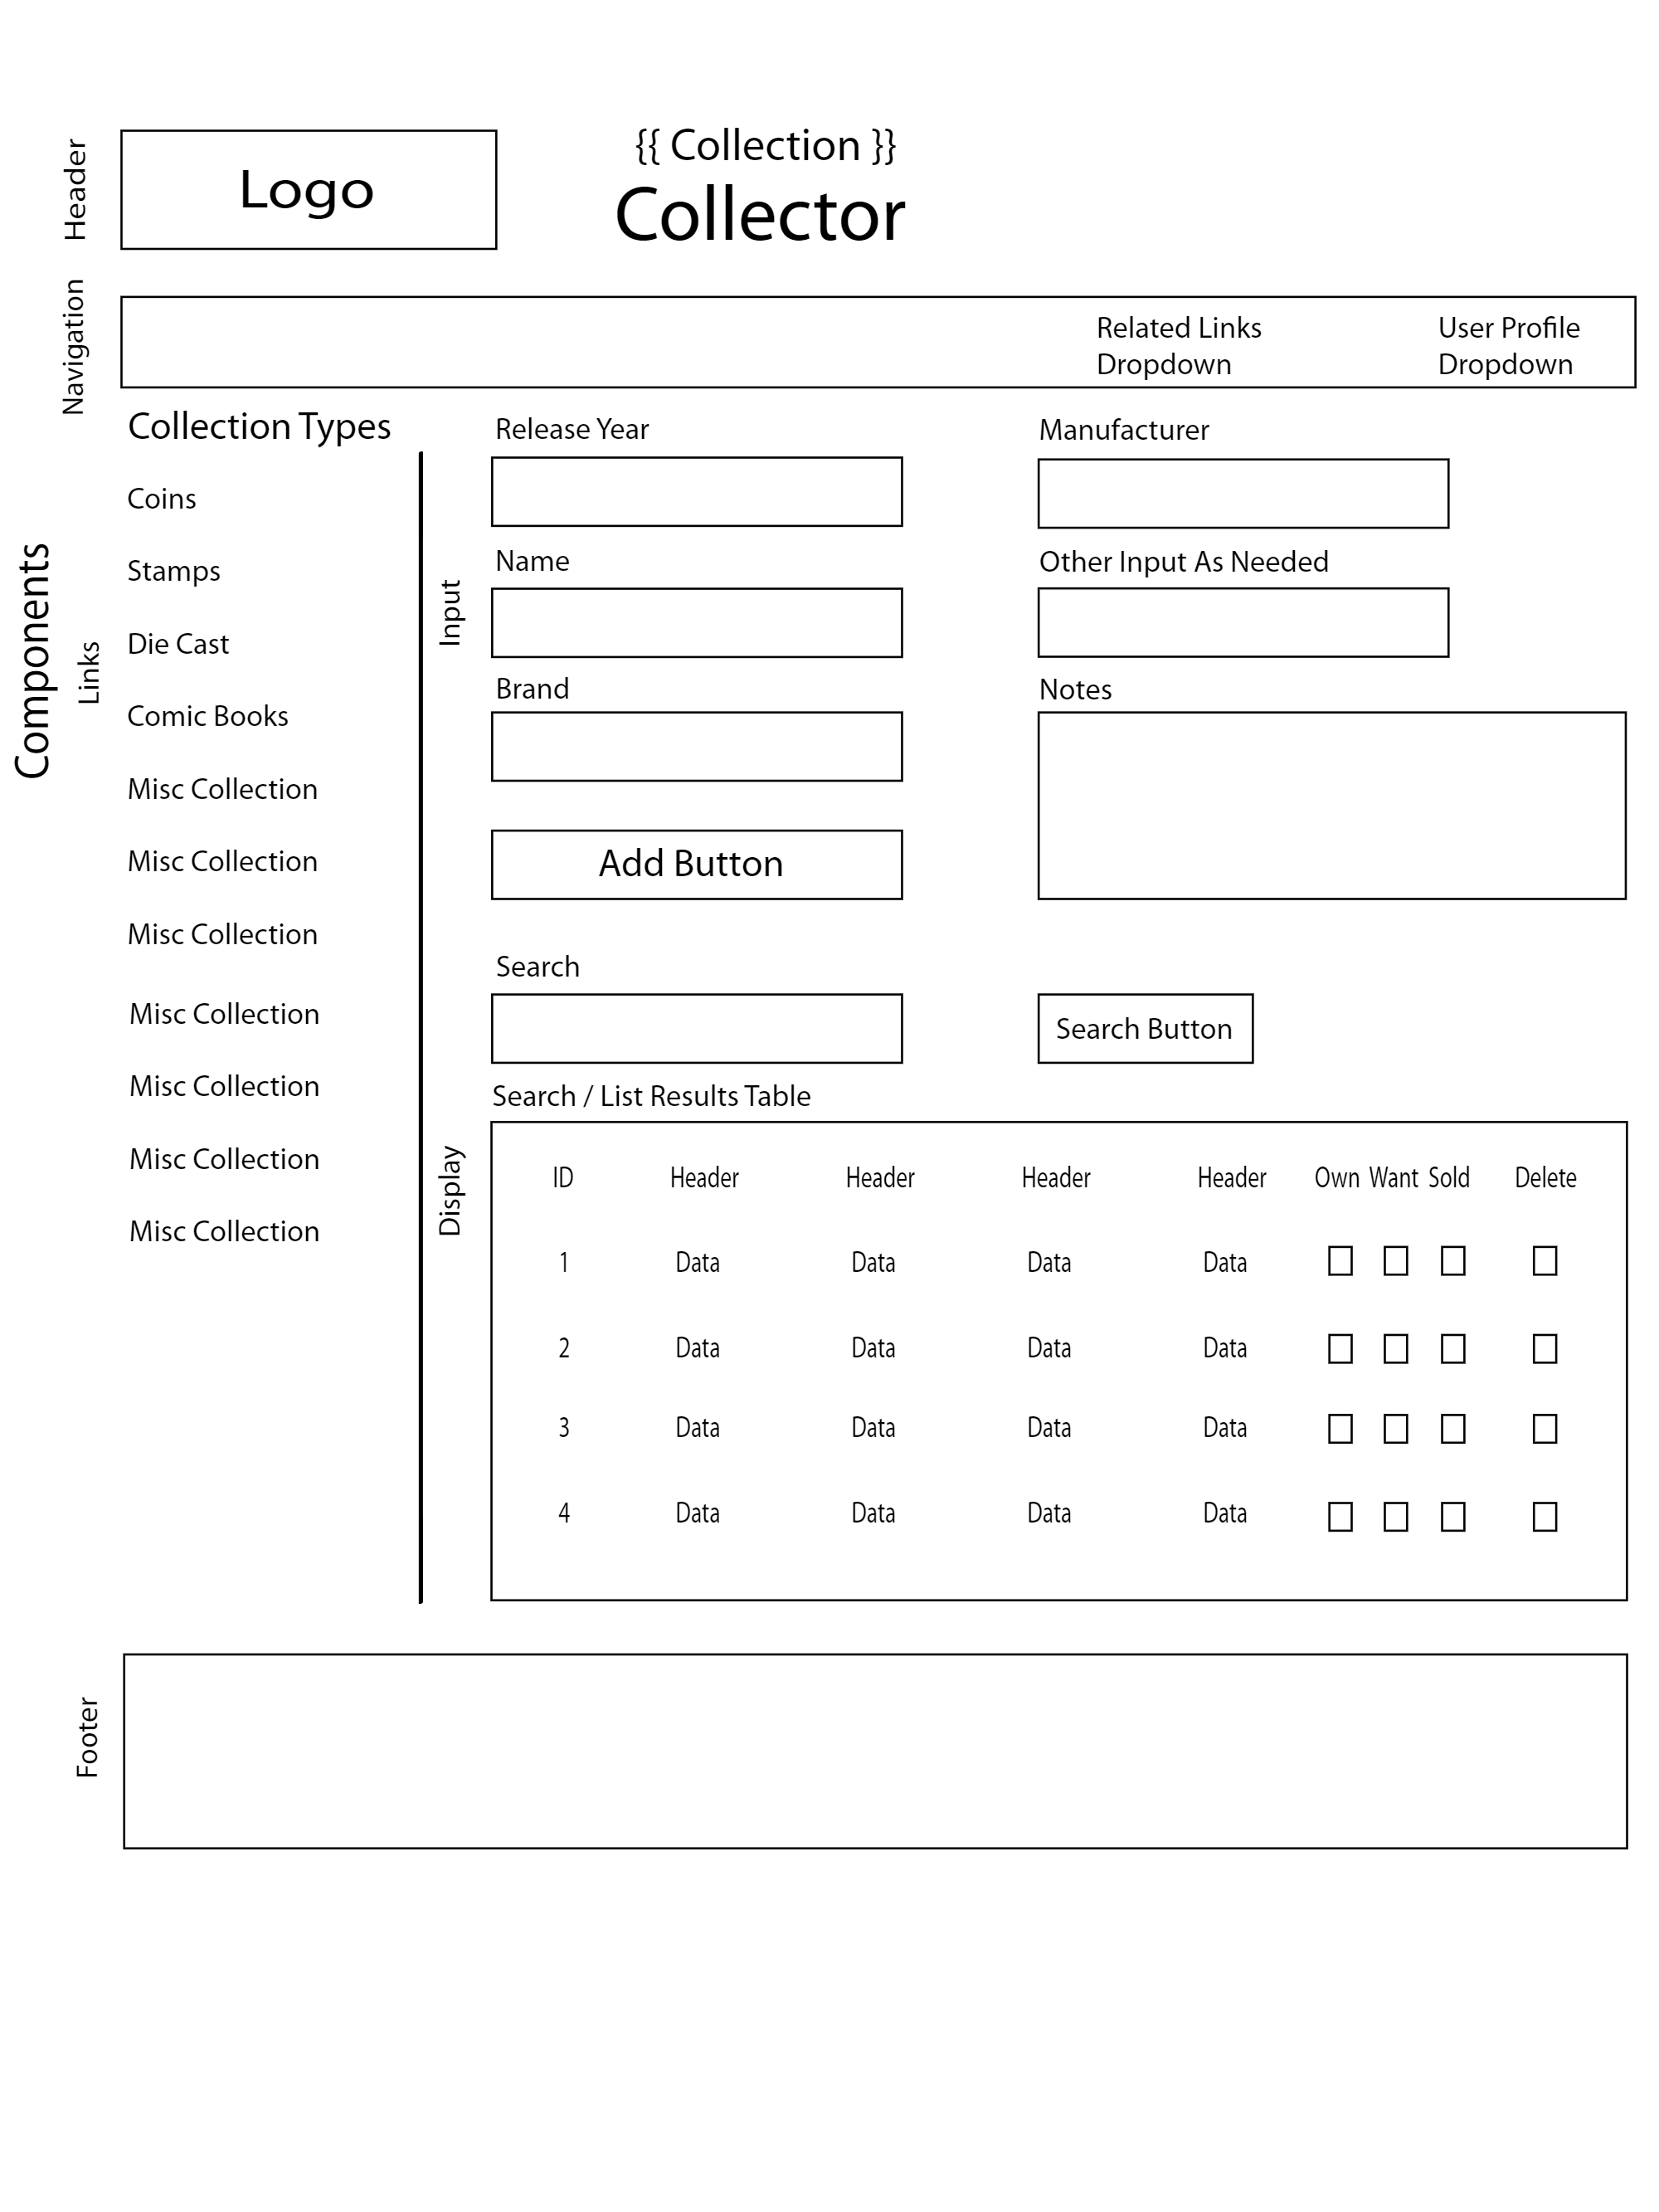 Header
Logo
{{ Collection }}
Collector
Navigation
Related Links
Dropdown
User Profile
Dropdown
Components
Links
Collection Types
Coins
Stamps
Die Cast
Comic Books
Misc Collection
Misc Collection
Misc Collection
Misc Collection
Misc Collection
Misc Collection
Misc Collection
Input
Release Year
Manufacturer
Name
Other Input As Needed
Brand
Notes
Add Button
Search
Search Button
Display
Search / List Results Table
ID Header Header Header Header Own Want Sold Delete
1 Data Data Data Data
2 Data Data Data Data
3 Data Data Data Data
4 Data Data Data Data
Footer